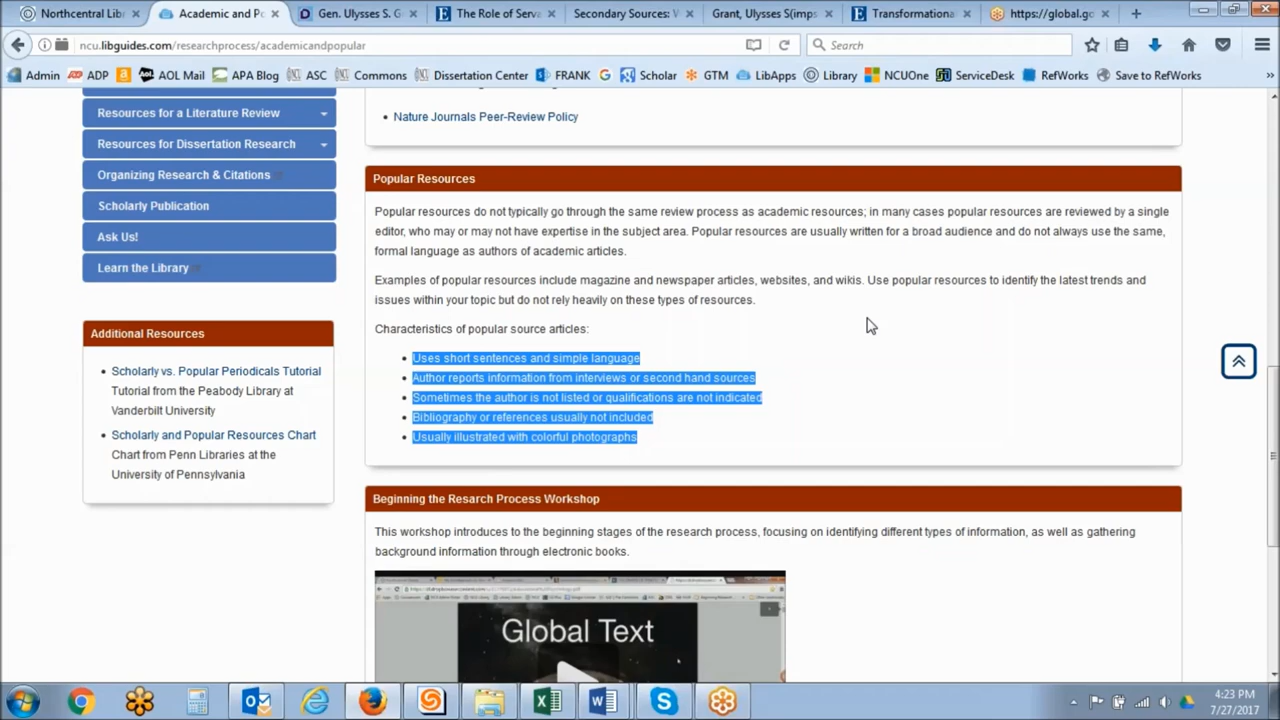 Northcentral Lib
Academic and Po
Gen. Ulysses S. G
The Role of Serva
Secondary Sources: W
Grant, Ulysses S(imps
Transformationa
https://global.go
ncu.libguides.com/researchprocess/academicandpopular
Search
Admin ADP AOL Mail APA Blog ASC Commons Dissertation Center FRANK Scholar GTM LibApps Library NCUOne ServiceDesk RefWorks Save to RefWorks
Resources for a Literature Review
Resources for Dissertation Research
Organizing Research & Citations
Scholarly Publication
Ask Us!
Learn the Library
Additional Resources
Scholarly vs. Popular Periodicals Tutorial
Tutorial from the Peabody Library at
Vanderbilt University
Scholarly and Popular Resources Chart
Chart from Penn Libraries at the
University of Pennsylvania
Nature Journals Peer-Review Policy
Popular Resources
Popular resources do not typically go through the same review process as academic resources; in many cases popular resources are reviewed by a single
editor, who may or may not have expertise in the subject area. Popular resources are usually written for a broad audience and do not always use the same,
formal language as authors of academic articles.
Examples of popular resources include magazine and newspaper articles, websites, and wikis. Use popular resources to identify the latest trends and
issues within your topic but do not rely heavily on these types of resources.
Characteristics of popular source articles:
Uses short sentences and simple language
Author reports information from interviews or second hand sources
Sometimes the author is not listed or qualifications are not indicated
Bibliography or references usually not included
Usually illustrated with colorful photographs
Beginning the Resarch Process Workshop
This workshop introduces to the beginning stages of the research process, focusing on identifying different types of information, as well as gathering
background information through electronic books.
Global Text
4:23 PM
7/27/2017